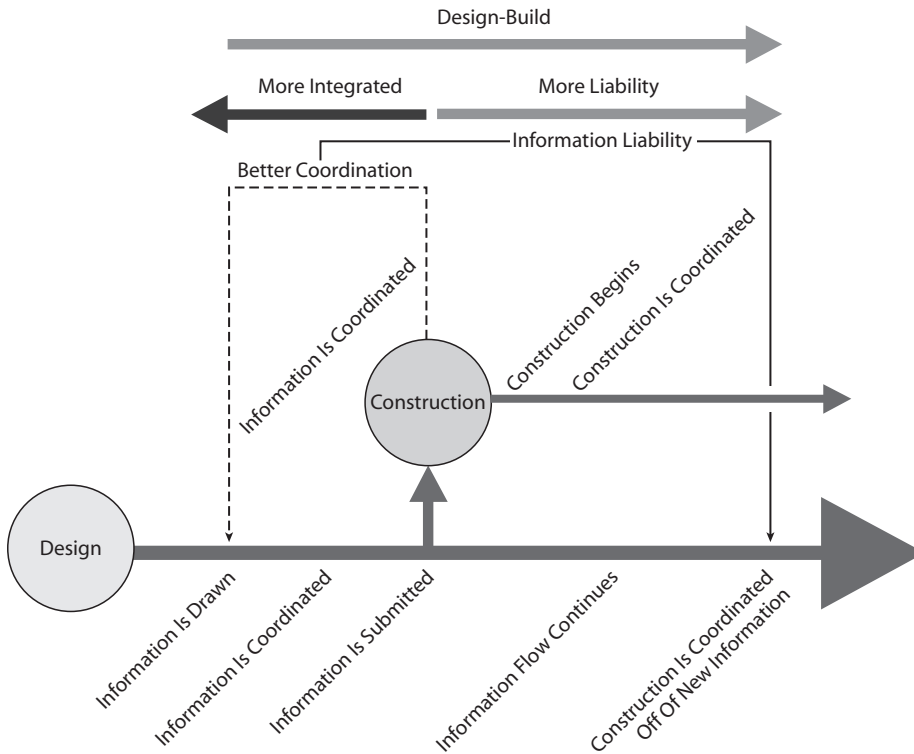 Design-Build
More Integrated
More Liability
Information Liability
Better Coordination
Information Is Coordinated
Construction Begins
Construction Is Coordinated
Construction
Design
Information Is Drawn
Information Is Coordinated
Information Is Submitted
Information Flow Continues
Construction Is Coordinated
Off Of New Information